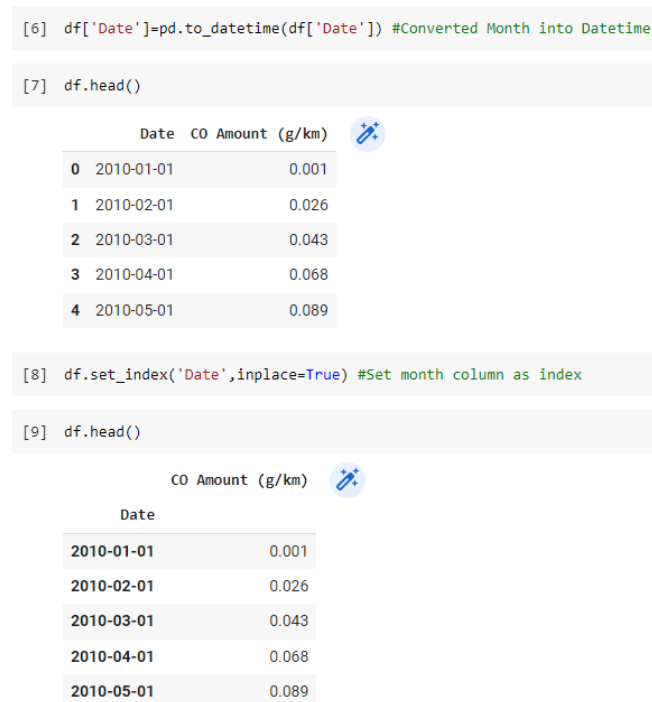 [6] df['Date']=pd.to_datetime(df['Date']) #Converted Month into Datetime
[7] df.head()
Date CO Amount (g/km)
0 2010-01-01 0.001
1 2010-02-01 0.026
2 2010-03-01 0.043
3 2010-04-01 0.068
4 2010-05-01 0.089
[8] df.set_index('Date',inplace=True) #Set month column as index
[9] df.head()
CO Amount (g/km)
Date
2010-01-01 0.001
2010-02-01 0.026
2010-03-01 0.043
2010-04-01 0.068
2010-05-01 0.089